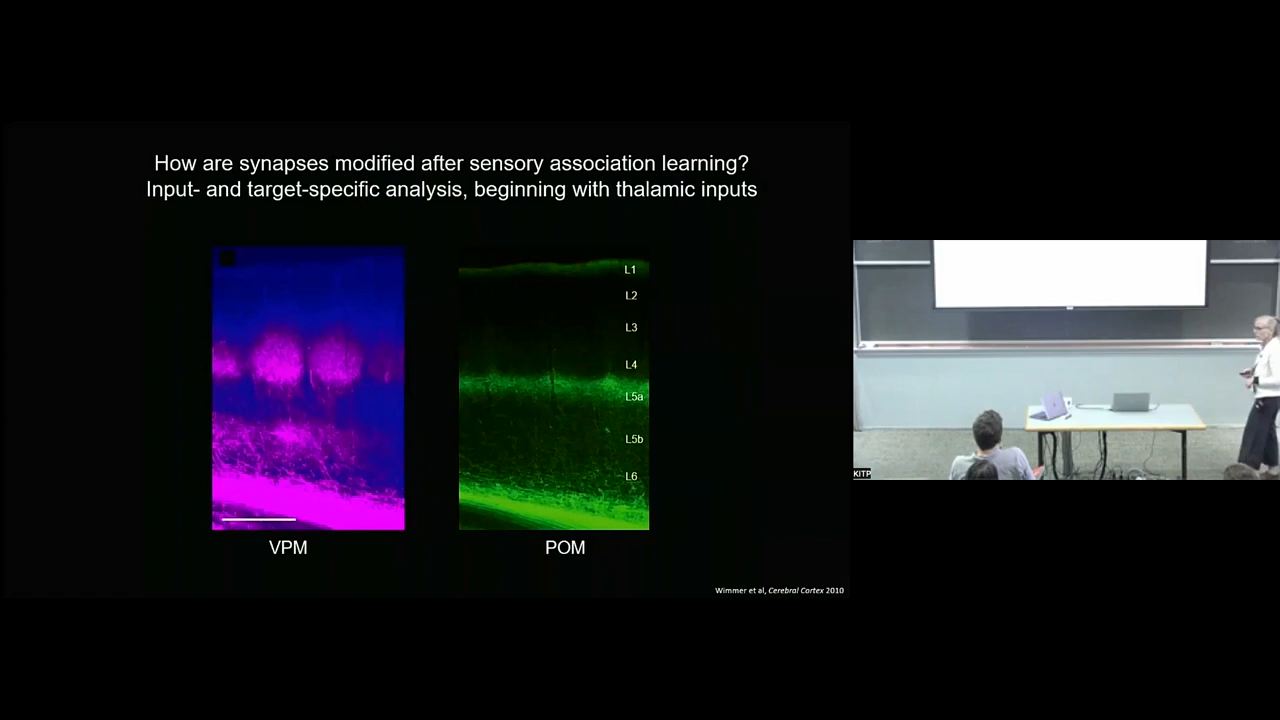 How are synapses modified after sensory association learning?
Input- and target-specific analysis, beginning with thalamic inputs
L1
L2
L3
L4
L5a
L5b
L6
VPM
POM
Wimmer et al, Cerebral Cortex 2010
KITP